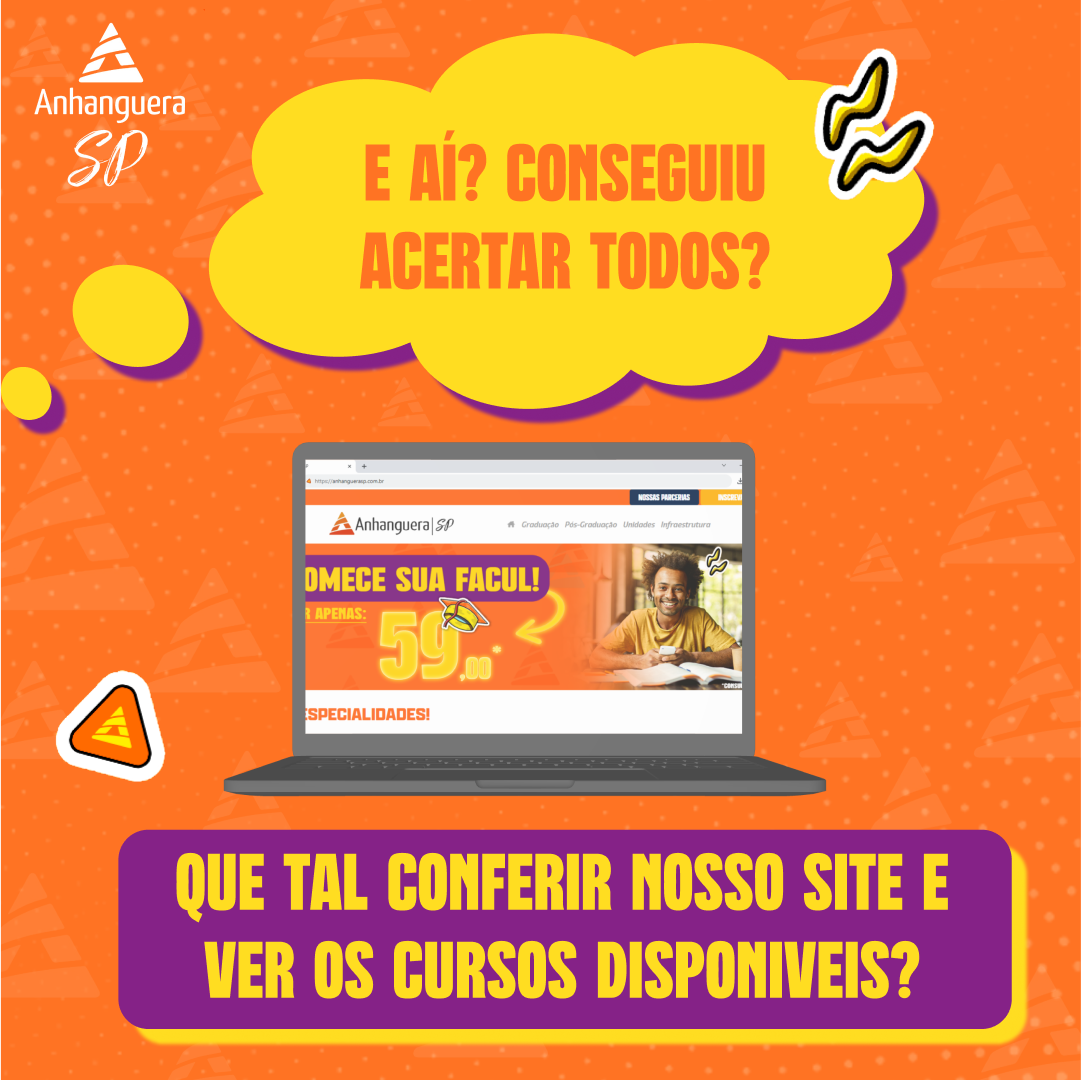 Anhanguera
SP
E AÍ? CONSEGUIU
ACERTAR TODOS?
https://anhanguerasp.com.br
NOSSAS PARCERIAS
INSCREV
Anhanguera|SP
Graduação Pós-Graduação Unidades Infraestrutura
OMECE SUA FACUL!
R APENAS:
59,00*
ESPECIALIDADES!
QUE TAL CONFERIR NOSSO SITE E
VER OS CURSOS DISPONIVEIS?